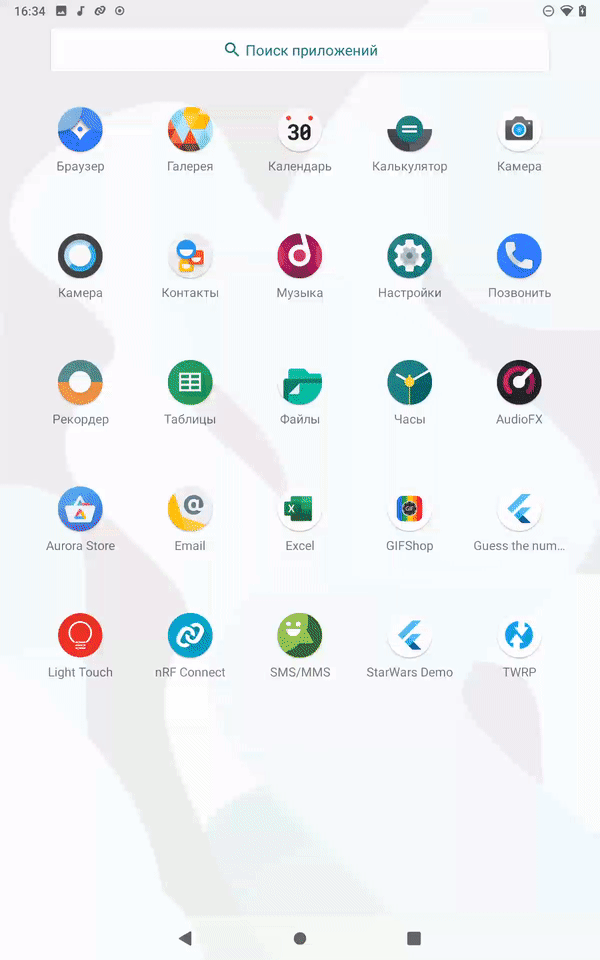 16:34
Поиск приложений
Браузер
Галерея
30
Календарь
Калькулятор
Камера
Камера
Контакты
Музыка
Настройки
Позвонить
Рекордер
Таблицы
Файлы
Часы
AudioFX
Aurora Store
@
Email
X
Excel
GIF
GIFShop
Guess the num...
Light Touch
nRF Connect
SMS/MMS
StarWars Demo
TWRP